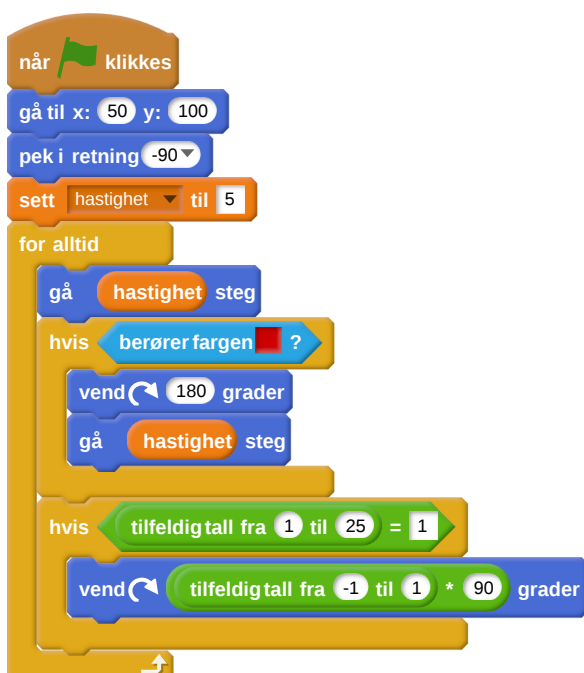 når klikkes
gå til x: 50 y: 100
pek i retning -90
sett hastighet til 5
for alltid
gå hastighet steg
hvis berører fargen ?
vend 180 grader
gå hastighet steg
hvis tilfeldig tall fra 1 til 25 = 1
vend tilfeldig tall fra -1 til 1 * 90 grader